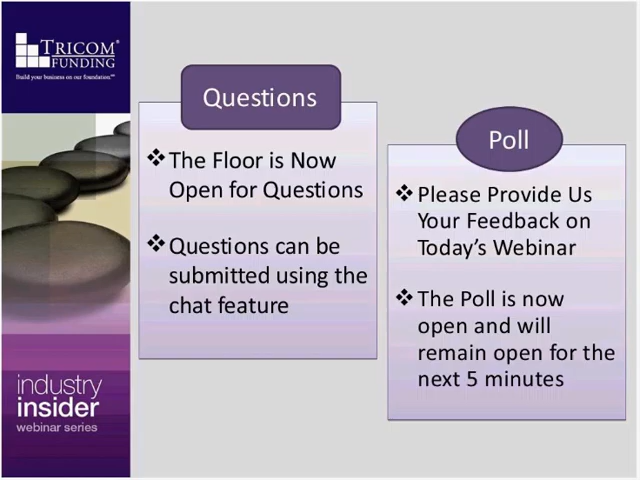 TRICOM®
FUNDING
Build your business on our foundation.℠
Questions
❖ The Floor is Now
Open for Questions
❖ Questions can be
submitted using the
chat feature
Poll
❖ Please Provide Us
Your Feedback on
Today's Webinar
❖ The Poll is now
open and will
remain open for the
next 5 minutes
industry
insider
webinar series